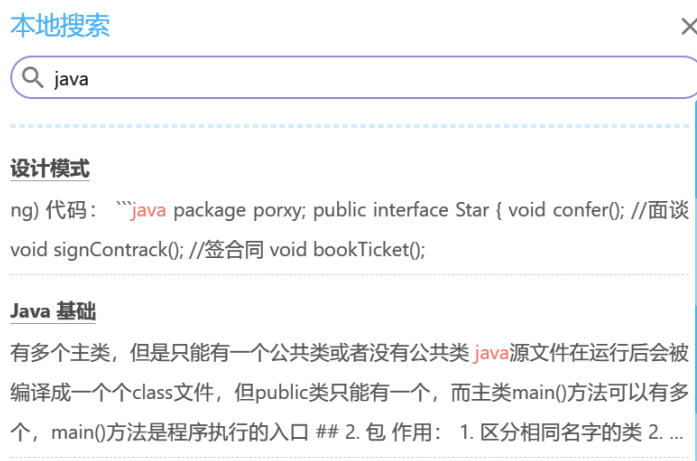 本地搜索
java
设计模式
ng) 代码： ```java package porxy; public interface Star { void confer(); //面谈
void signContrack(); //签合同 void bookTicket();
Java 基础
有多个主类，但是只能有一个公共类或者没有公共类 java源文件在运行后会被
编译成一个个class文件，但public类只能有一个，而主类main()方法可以有多
个，main()方法是程序执行的入口 ## 2. 包 作用： 1. 区分相同名字的类 2. ...